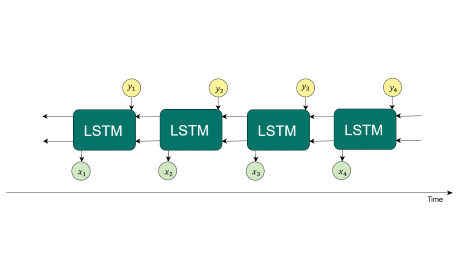 y₁ y₂ y₃ y₄
LSTM LSTM LSTM LSTM
x₁ x₂ x₃ x₄
Time